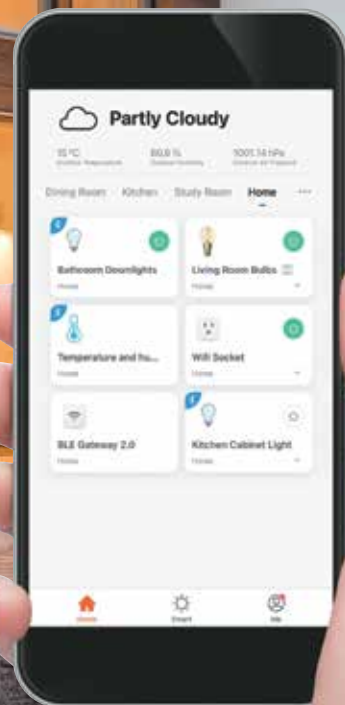 Partly Cloudy
15 °C
1001.14 hPa
Outdoor Temperature
Dining Room Kitchen Study Room Home ...
Bathroom Downlights
Home
Living Room Bulbs
Home
Temperature and hu...
Home
Wifi Socket
Home
BLE Gateway 2.0
Home
Kitchen Cabinet Light
Home
Home
Smart
Me